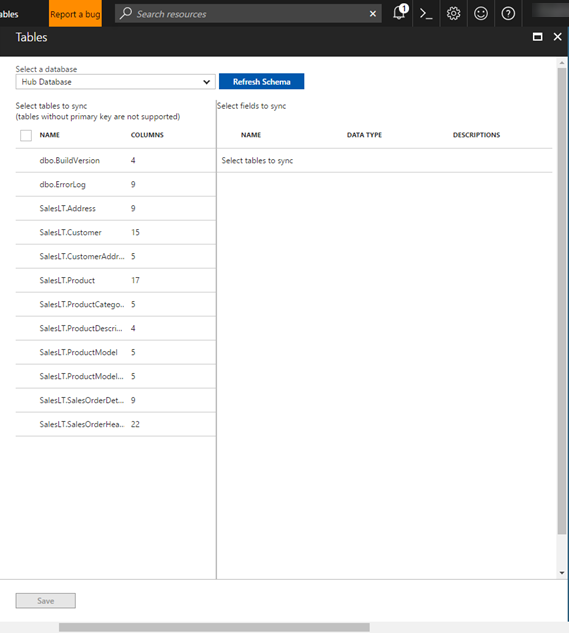 ables Report a bug Search resources 1
Tables
Select a database
Hub Database Refresh Schema
Select tables to sync
(tables without primary key are not supported)
Select fields to sync
NAME COLUMNS NAME DATA TYPE DESCRIPTIONS
dbo.BuildVersion 4 Select tables to sync
dbo.ErrorLog 9
SalesLT.Address 9
SalesLT.Customer 15
SalesLT.CustomerAddr... 5
SalesLT.Product 17
SalesLT.ProductCatego.. 5
SalesLT.ProductDescri... 4
SalesLT.ProductModel 5
SalesLT.ProductModel... 5
SalesLT.SalesOrderDet... 9
SalesLT.SalesOrderHea.. 22
Save